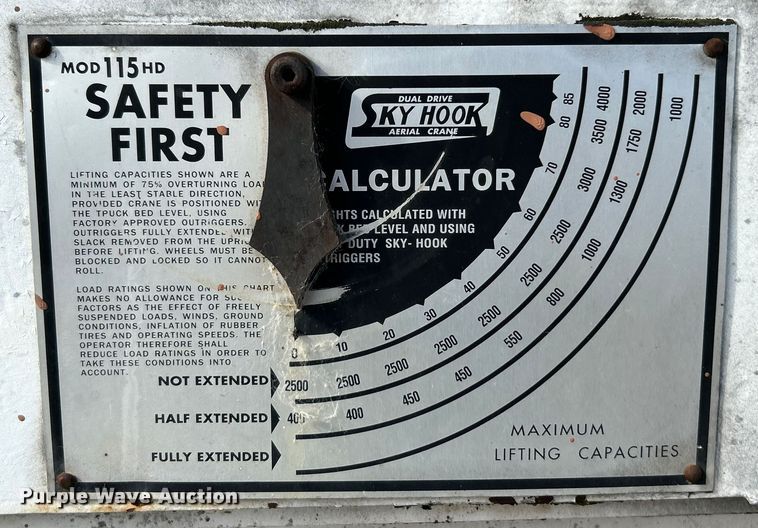 MOD 115 HD
SAFETY
FIRST
LIFTING CAPACITIES SHOWN ARE A
MINIMUM OF 75% OVERTURNING LOAD
IN THE LEAST STABLE DIRECTION,
PROVIDED CRANE IS POSITIONED
THE TRUCK BED LEVEL, USING
FACTORY APPROVED OUTRIGGERS.
OUTRIGGERS FULLY EXTENDED WITH
SLACK REMOVED FROM THE
BEFORE LIFTING. WHEELS MUST BE
BLOCKED AND LOCKED SO IT CANNOT
ROLL.
LOAD RATINGS SHOWN ON THIS CHART
MAKES NO ALLOWANCE FOR SUCH
FACTORS AS THE EFFECT OF FREELY
SUSPENDED LOADS, WINDS, GROUND
CONDITIONS, INFLATION OF RUBBER
TIRES AND OPERATING SPEEDS. THE
OPERATOR THEREFORE SHALL
REDUCE LOAD RATINGS IN ORDER TO
TAKE THESE CONDITIONS INTO
ACCOUNT.
DUAL DRIVE
SKY HOOK
AERIAL CRANE
CALCULATOR
GHTS CALCULATED WITH
BED LEVEL AND USING
DUTY SKY-HOOK
TRIGGERS
0 10 20 30 40 50 60 70 80 85
NOT EXTENDED
2500 2500 2500 2500 2500 2500 3000 3500 4000
HALF EXTENDED
400 400 450 450 550 800 1000 1300 1750 2000
FULLY EXTENDED
1000
MAXIMUM
LIFTING CAPACITIES
Purple Wave Auction